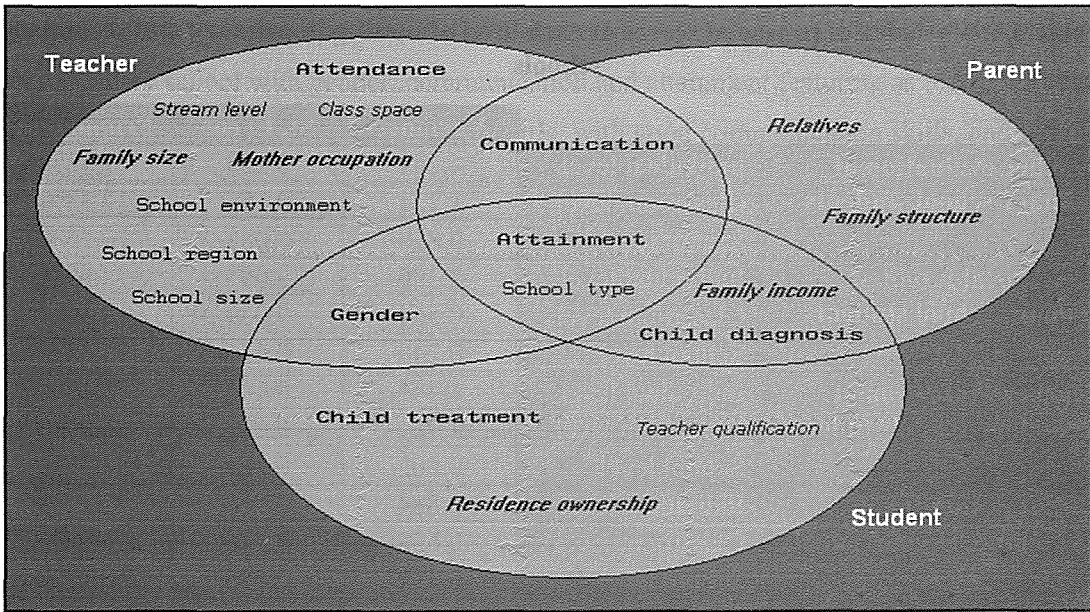 Teacher
Attendance
Parent
Stream level
Class space
Relatives
Communication
Family size
Mother occupation
School environment
Family structure
Attainment
School region
School type
Family income
School size
Gender
Child diagnosis
Child treatment
Teacher qualification
Residence ownership
Student